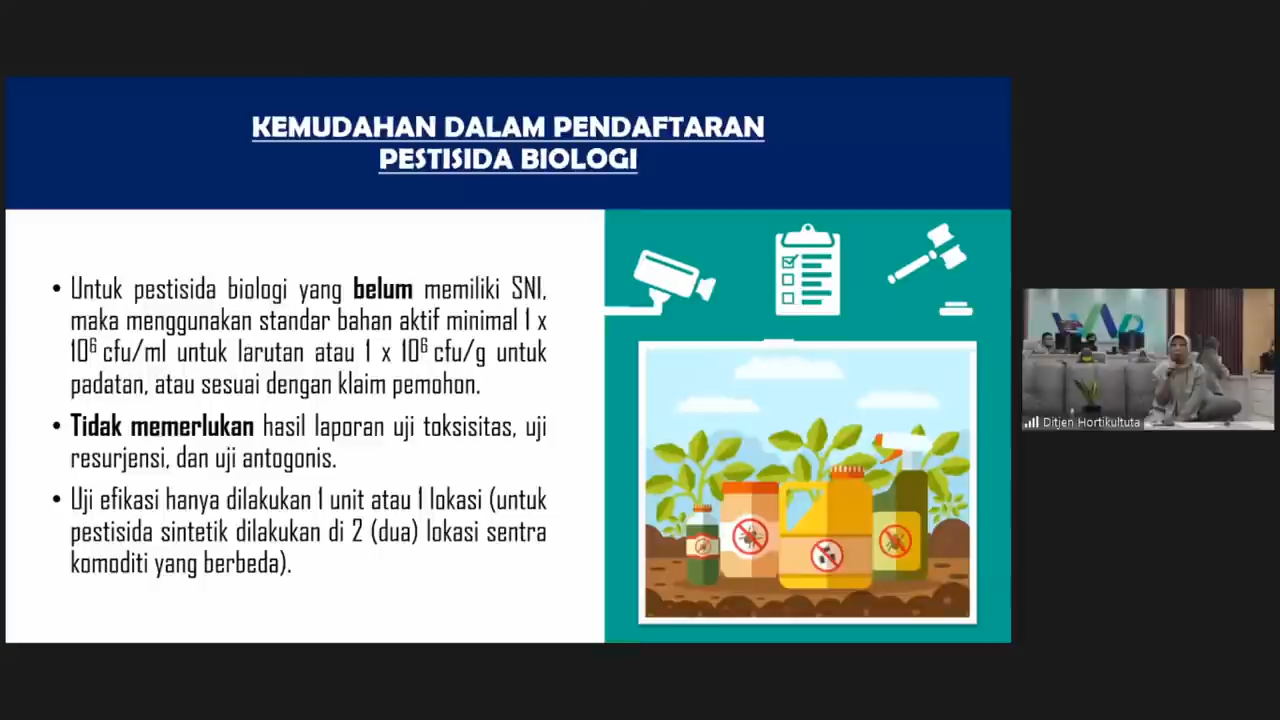 KEMUDAHAN DALAM PENDAFTARAN
PESTISIDA BIOLOGI
• Untuk pestisida biologi yang belum memiliki SNI,
maka menggunakan standar bahan aktif minimal 1 x
10⁶ cfu/ml untuk larutan atau 1 x 10⁶ cfu/g untuk
padatan, atau sesuai dengan klaim pemohon.
• Tidak memerlukan hasil laporan uji toksisitas, uji
resurjensi, dan uji antogonis.
• Uji efikasi hanya dilakukan 1 unit atau 1 lokasi (untuk
pestisida sintetik dilakukan di 2 (dua) lokasi sentra
komoditi yang berbeda).
Ditjen Hortikultuta